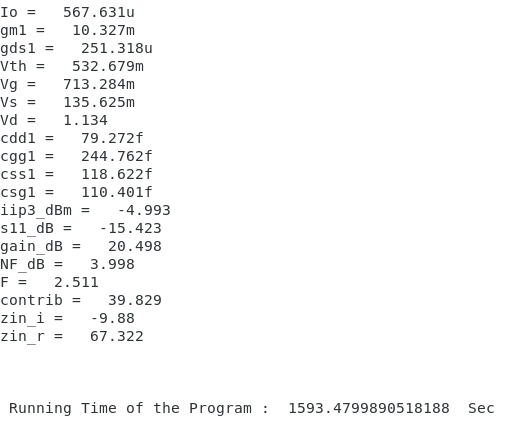 Io = 567.631u
gm1 = 10.327m
gds1 = 251.318u
Vth = 532.679m
Vg = 713.284m
Vs = 135.625m
Vd = 1.134
cdd1 = 79.272f
cgg1 = 244.762f
css1 = 118.622f
csg1 = 110.401f
iip3_dBm = -4.993
s11_dB = -15.423
gain_dB = 20.498
NF_dB = 3.998
F = 2.511
contrib = 39.829
zin_i = -9.88
zin_r = 67.322
Running Time of the Program : 1593.4799890518188 Sec